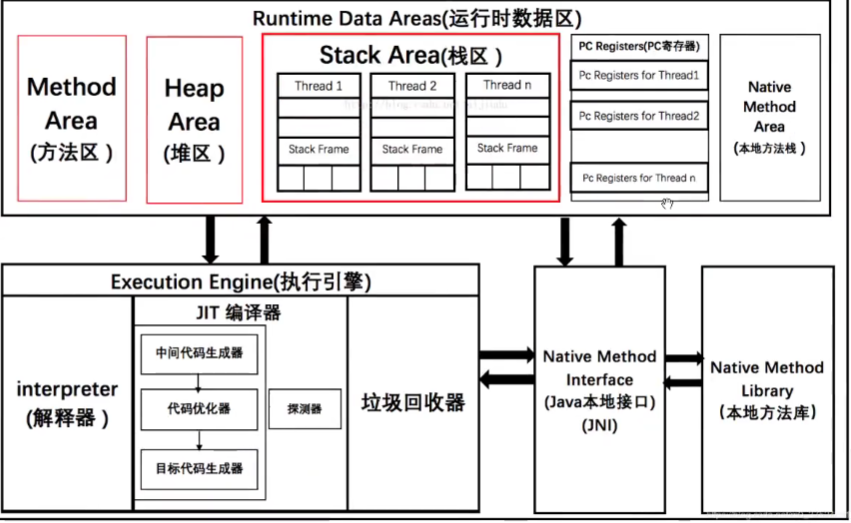 Runtime Data Areas(运行时数据区)
Method
Area
(方法区)
Heap
Area
(堆区)
Stack Area(栈区)
Thread 1
Stack Frame
Thread 2
Stack Frame
Thread n
Stack Frame
PC Registers(PC寄存器)
Pc Registers for Thread1
Pc Registers for Thread2
Pc Registers for Thread n
Native
Method
Area
(本地方法栈)
Execution Engine(执行引擎)
interpreter
(解释器)
JIT 编译器
中间代码生成器
代码优化器
目标代码生成器
探测器
垃圾回收器
Native Method
Interface
(Java本地接口)
(JNI)
Native Method
Library
(本地方法库)